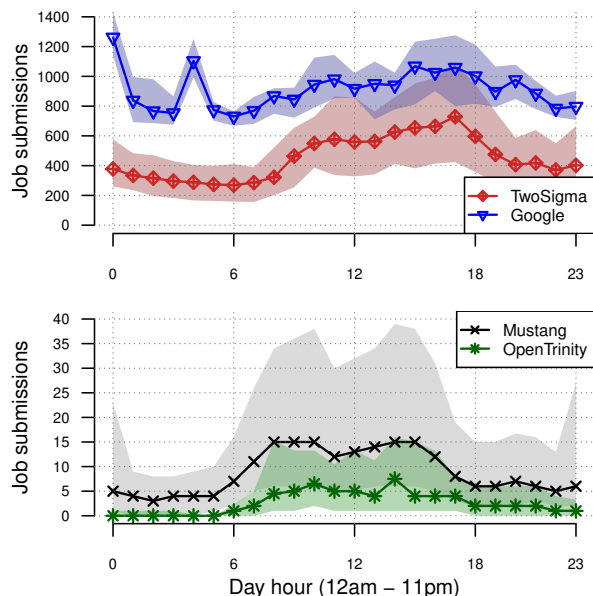 Job submissions
1400
1200
1000
800
600
400
200
0
TwoSigma
Google
0 6 12 18 23
Job submissions
40
35
30
25
20
15
10
5
0
Mustang
OpenTrinity
0 6 12 18 23
Day hour (12am − 11pm)